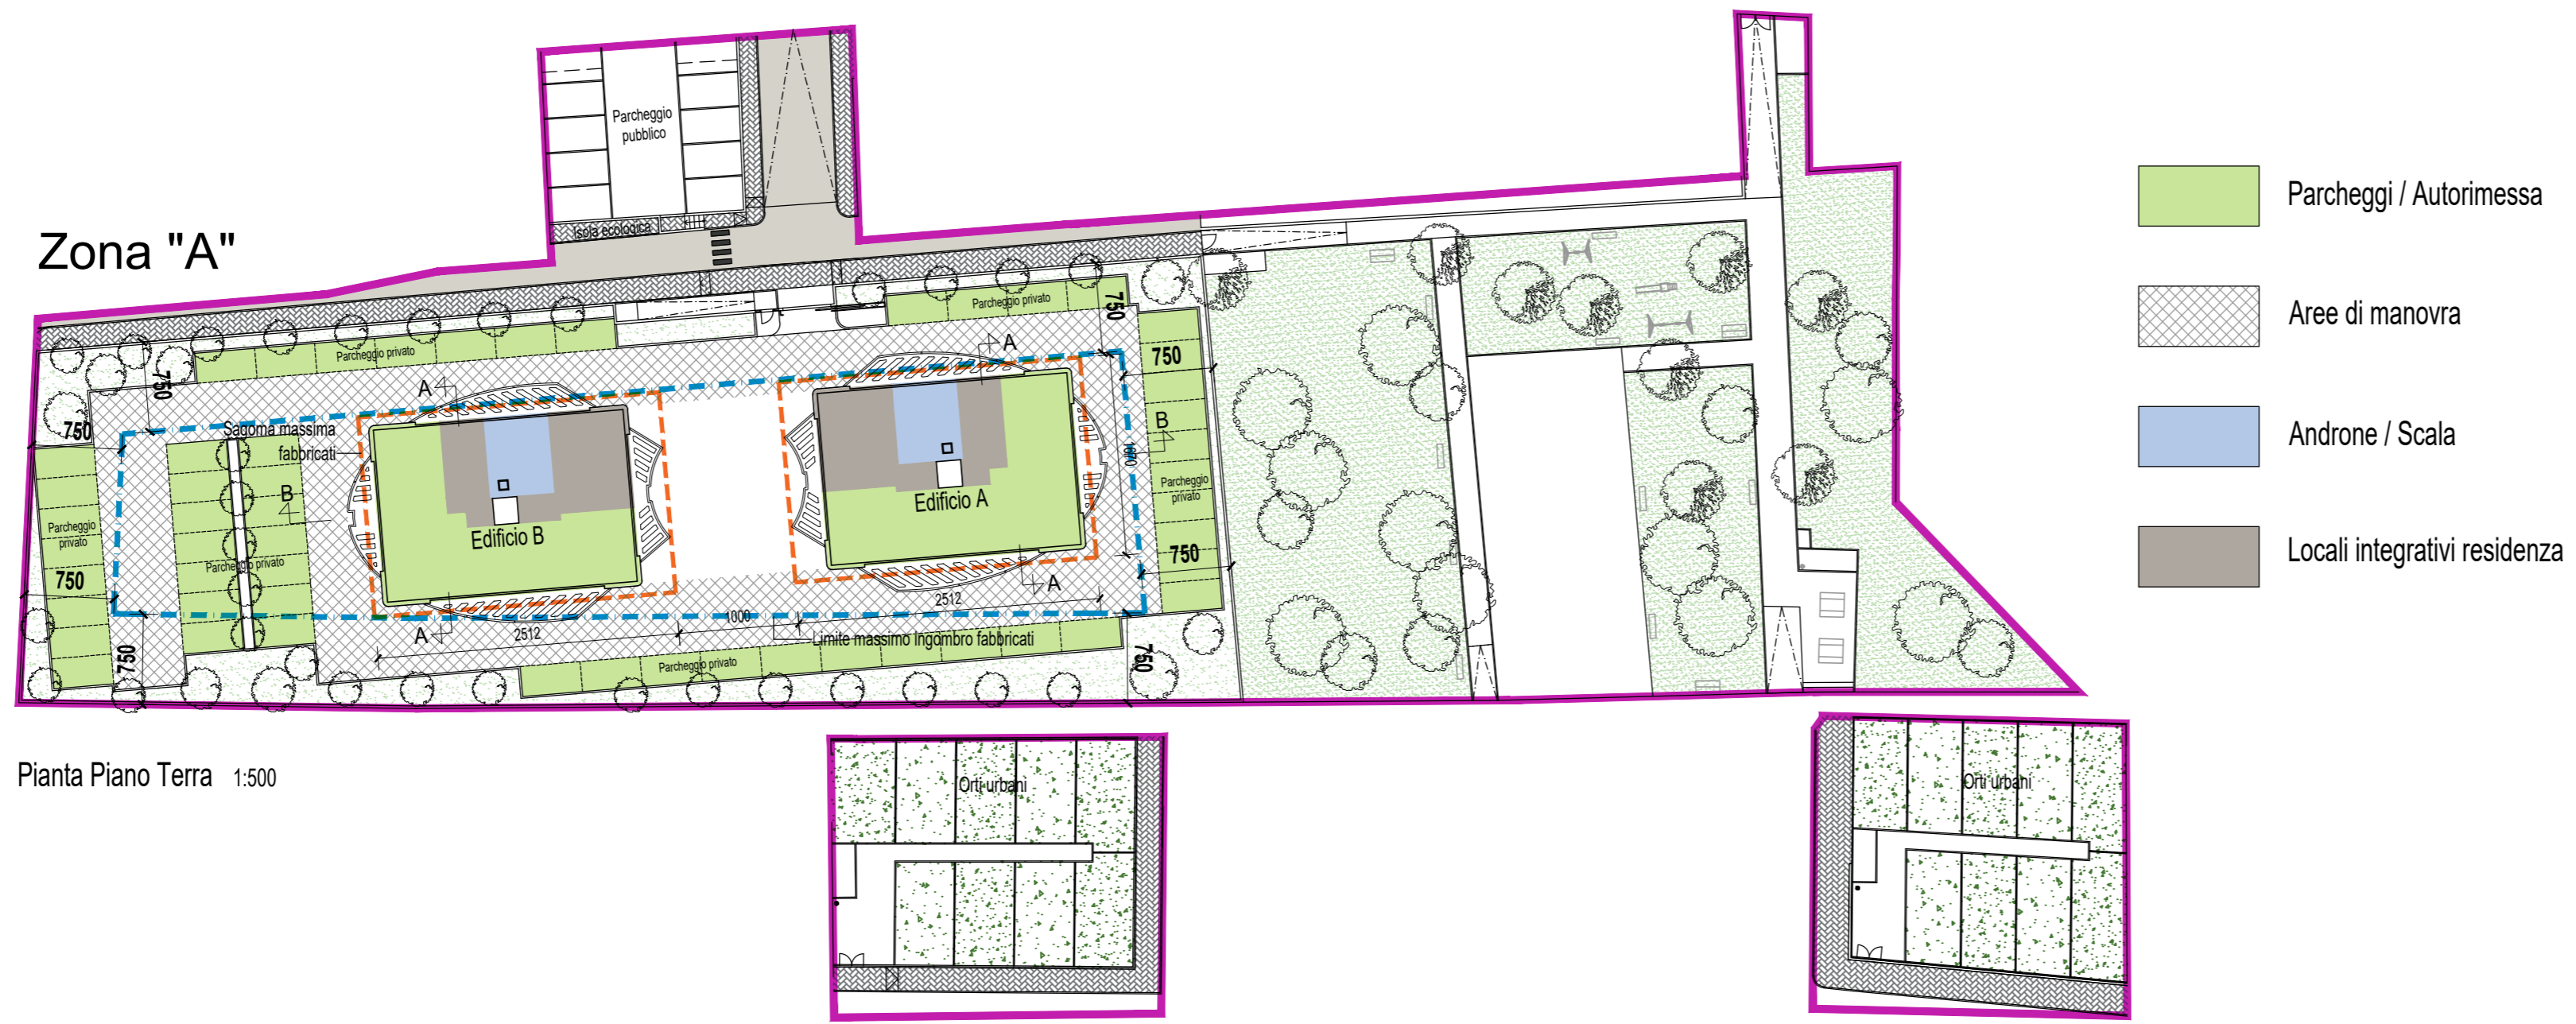 Parcheggio
pubblico
Isola ecologica
Zona "A"
Parcheggio privato
750
Parcheggio privato
750
A
750
A
750
Sagoma massima
fabbricati
B
1670
B
Edificio A
Edificio B
Parcheggio
privato
Parcheggio
privato
Parcheggio privato
750
750
750
750
A
A
2512
1000
2512
Limite massimo Ingombro fabbricati
Parcheggio privato
Pianta Piano Terra 1:500
Orti urbani
Orti urbani
Parcheggi / Autorimessa
Aree di manovra
Androne / Scala
Locali integrativi residenza